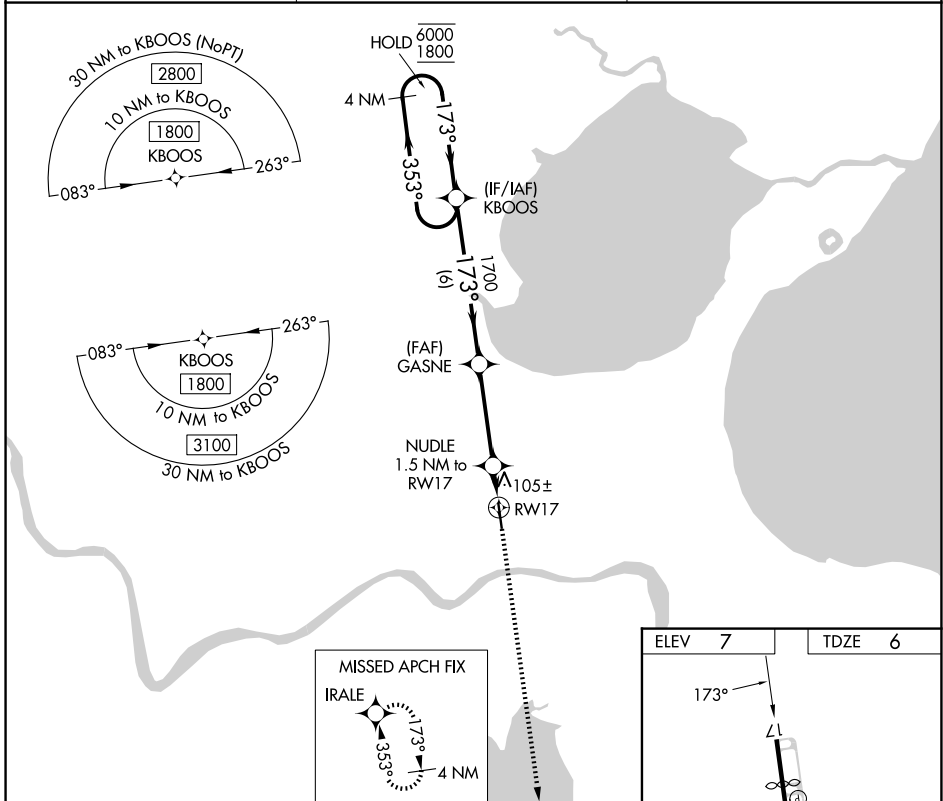 30 NM to KBOOS (NoPT)
2800
10 NM to KBOOS
1800
KBOOS
083°
263°
HOLD
6000
1800
4 NM
173°
353°
(IF/IAF)
KBOOS
1700
173°
(6)
083°
263°
KBOOS
1800
10 NM to KBOOS
3100
30 NM to KBOOS
(FAF)
GASNE
NUDLE
1.5 NM to
RW17
105±
RW17
MISSED APCH FIX
IRALE
173°
353°
4 NM
ELEV 7
TDZE 6
173°
17